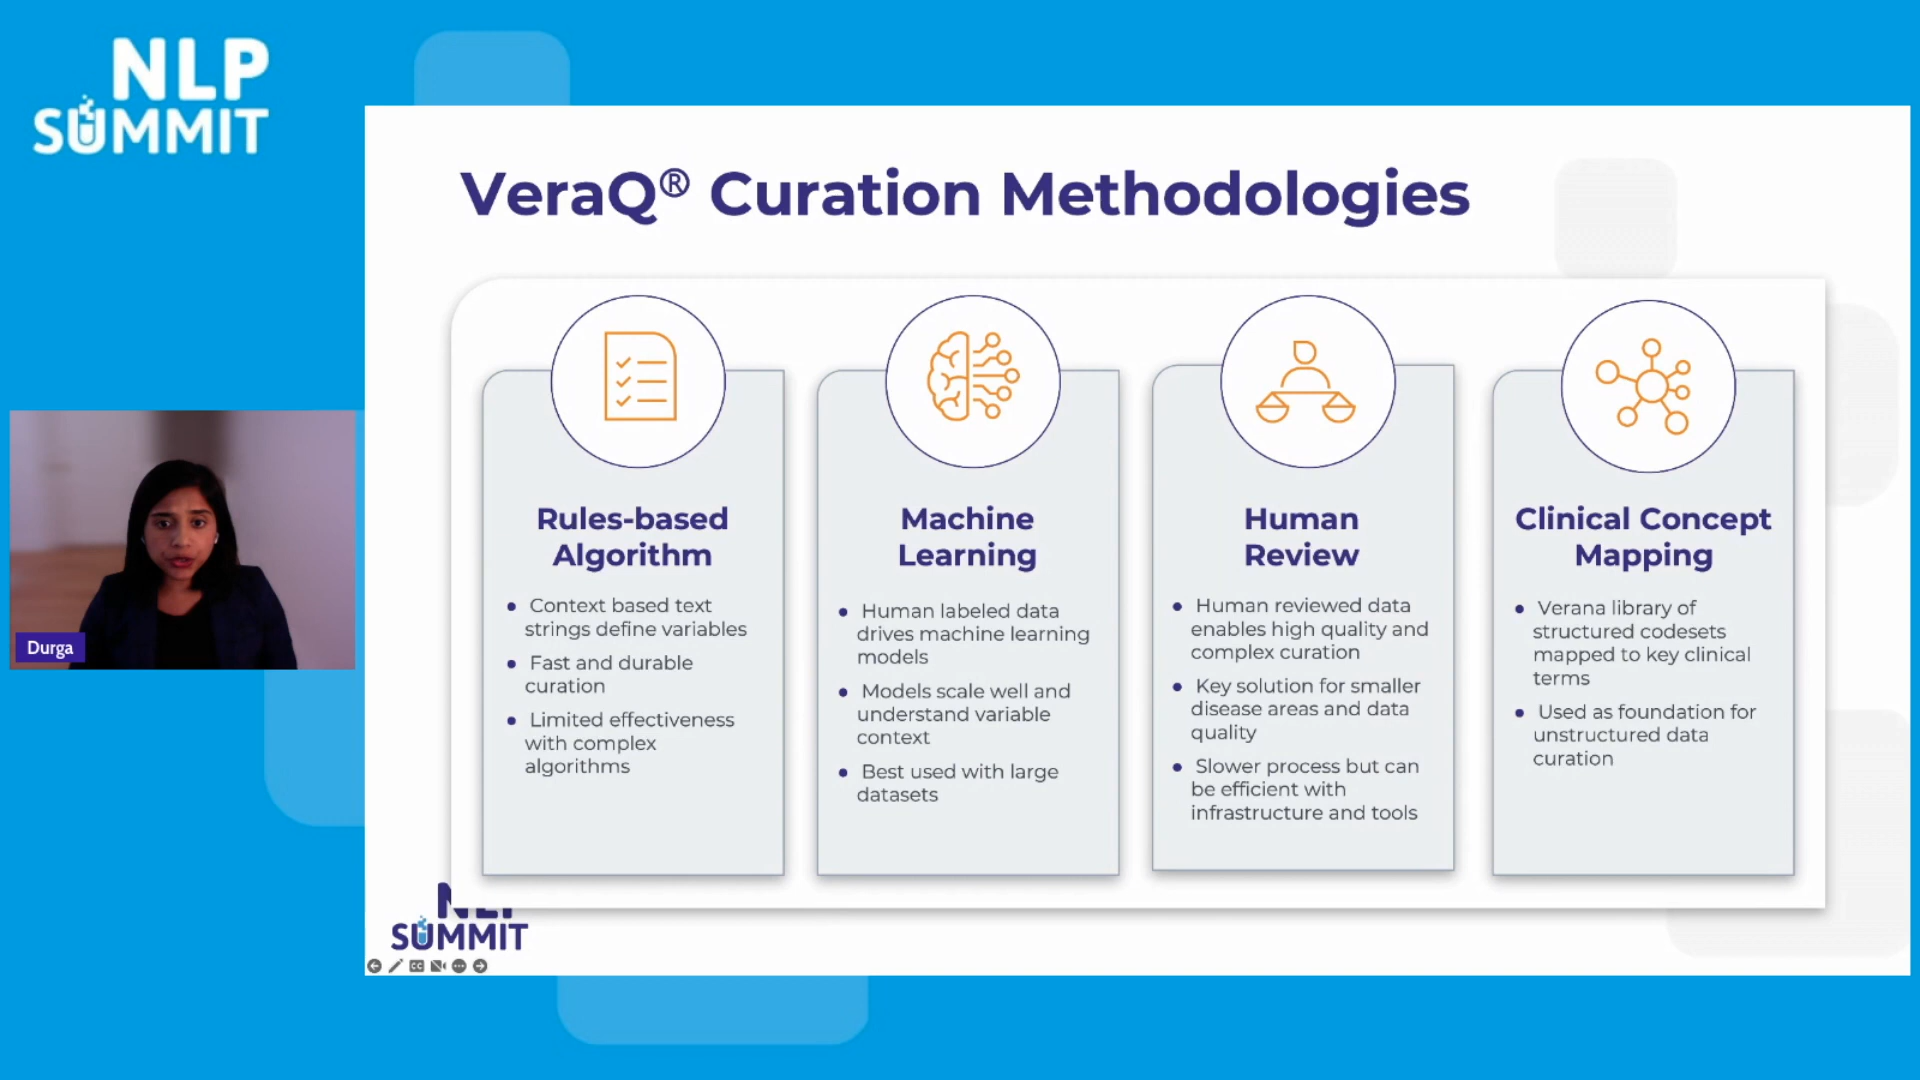 NLP
SUMMIT
VeraQ® Curation Methodologies
Rules-based
Algorithm
• Context based text
strings define variables
• Fast and durable
curation
• Limited effectiveness
with complex
algorithms
Machine
Learning
• Human labeled data
drives machine learning
models
• Models scale well and
understand variable
context
• Best used with large
datasets
Human
Review
• Human reviewed data
enables high quality and
complex curation
• Key solution for smaller
disease areas and data
quality
• Slower process but can
be efficient with
infrastructure and tools
Clinical Concept
Mapping
• Verana library of
structured codesets
mapped to key clinical
terms
• Used as foundation for
unstructured data
curation
Durga
NLP
SUMMIT
CC